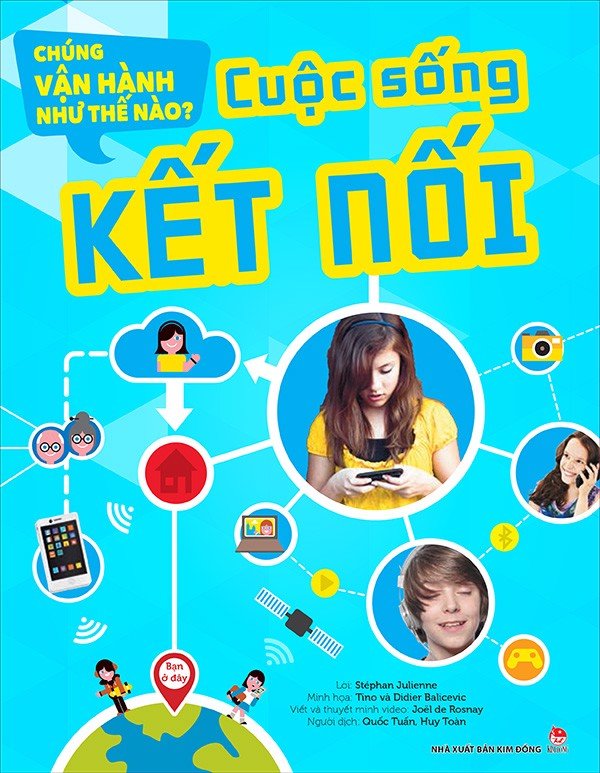 CHÚNG
VẬN HÀNH
NHƯ THẾ NÀO?
Cuộc sống
KẾT NỐI
Bạn
ở đây
Lời: Stéphan Julienne
Minh họa: Tino và Didier Balicevic
Viết và thuyết minh video: Joël de Rosnay
Người dịch: Quốc Tuấn, Huy Toàn
NHÀ XUẤT BẢN KIM ĐỒNG
KIM ĐỒNG